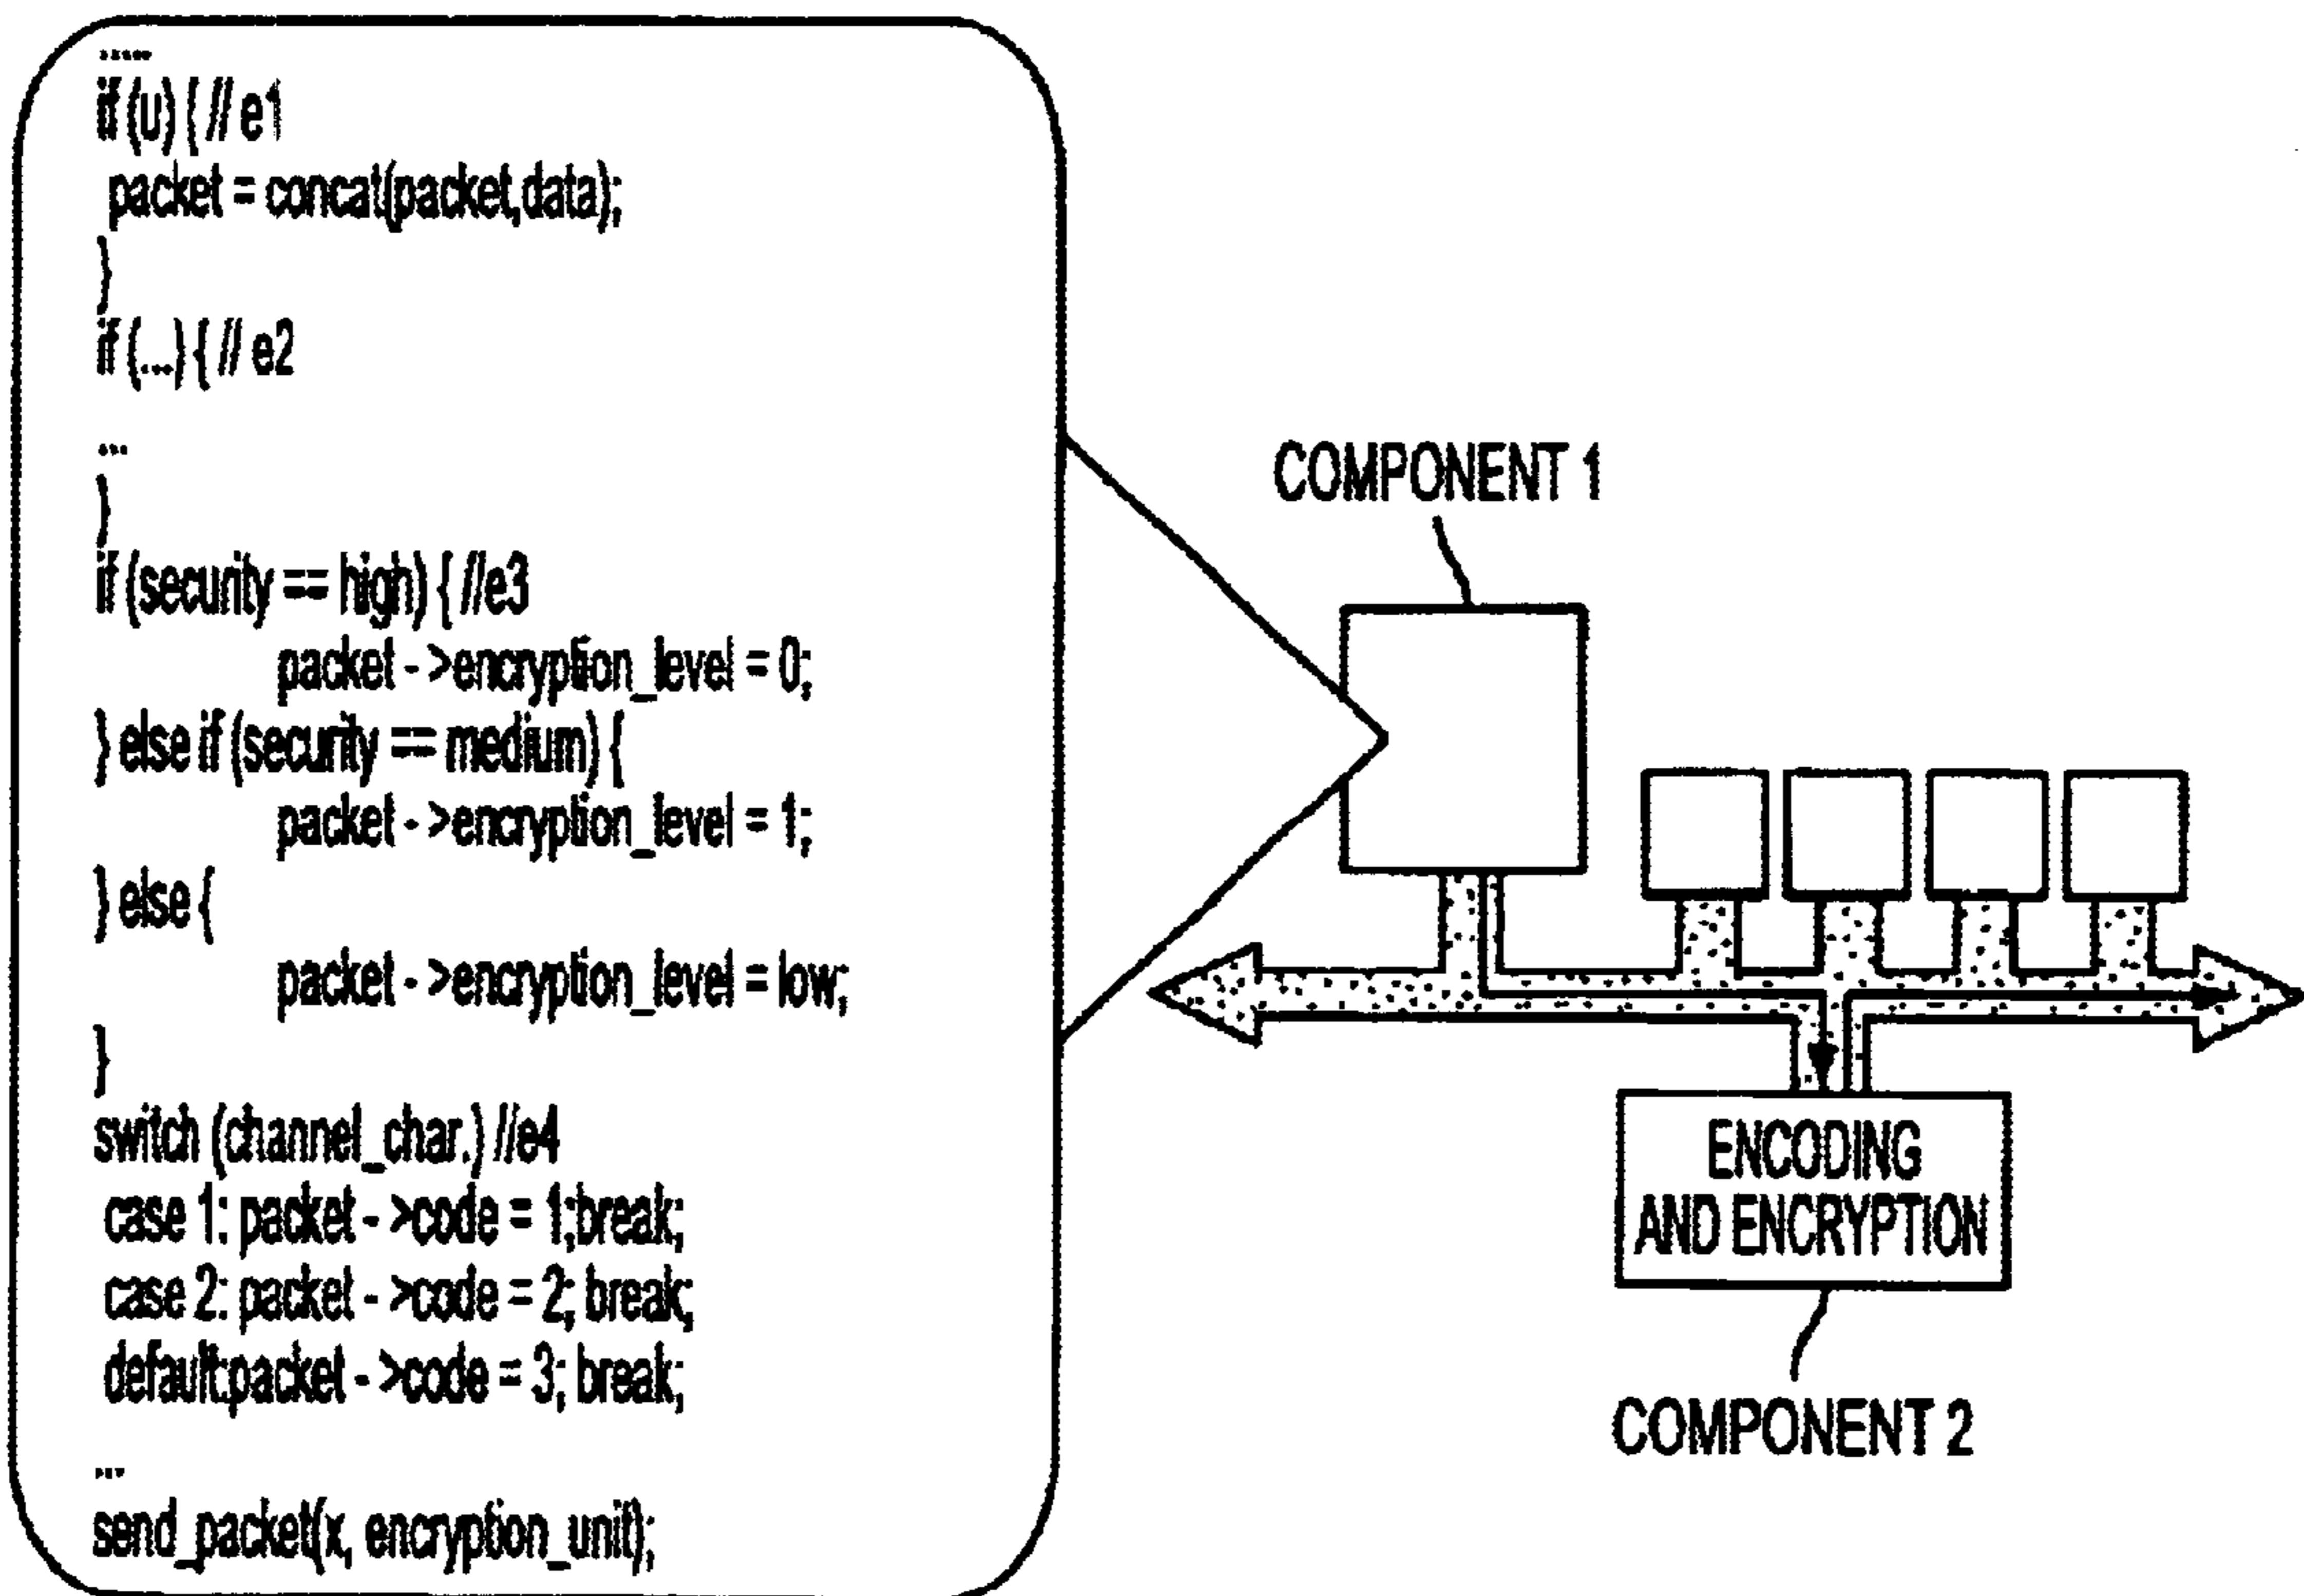 .....
if (u) { // e1
packet = concat(packet,data);
}
if (...) { // e2
...
}
if (security == high) { //e3
packet - >encryption_level = 0;
} else if (security == medium) {
packet - >encryption_level = 1;
} else {
packet - >encryption_level = low;
}
switch (channel_char.) //e4
case 1: packet - >code = 1;break;
case 2: packet - >code = 2; break;
default:packet - >code = 3; break;
...
send_packet(x, encryption_unit);
COMPONENT 1
ENCODING
AND ENCRYPTION
COMPONENT 2